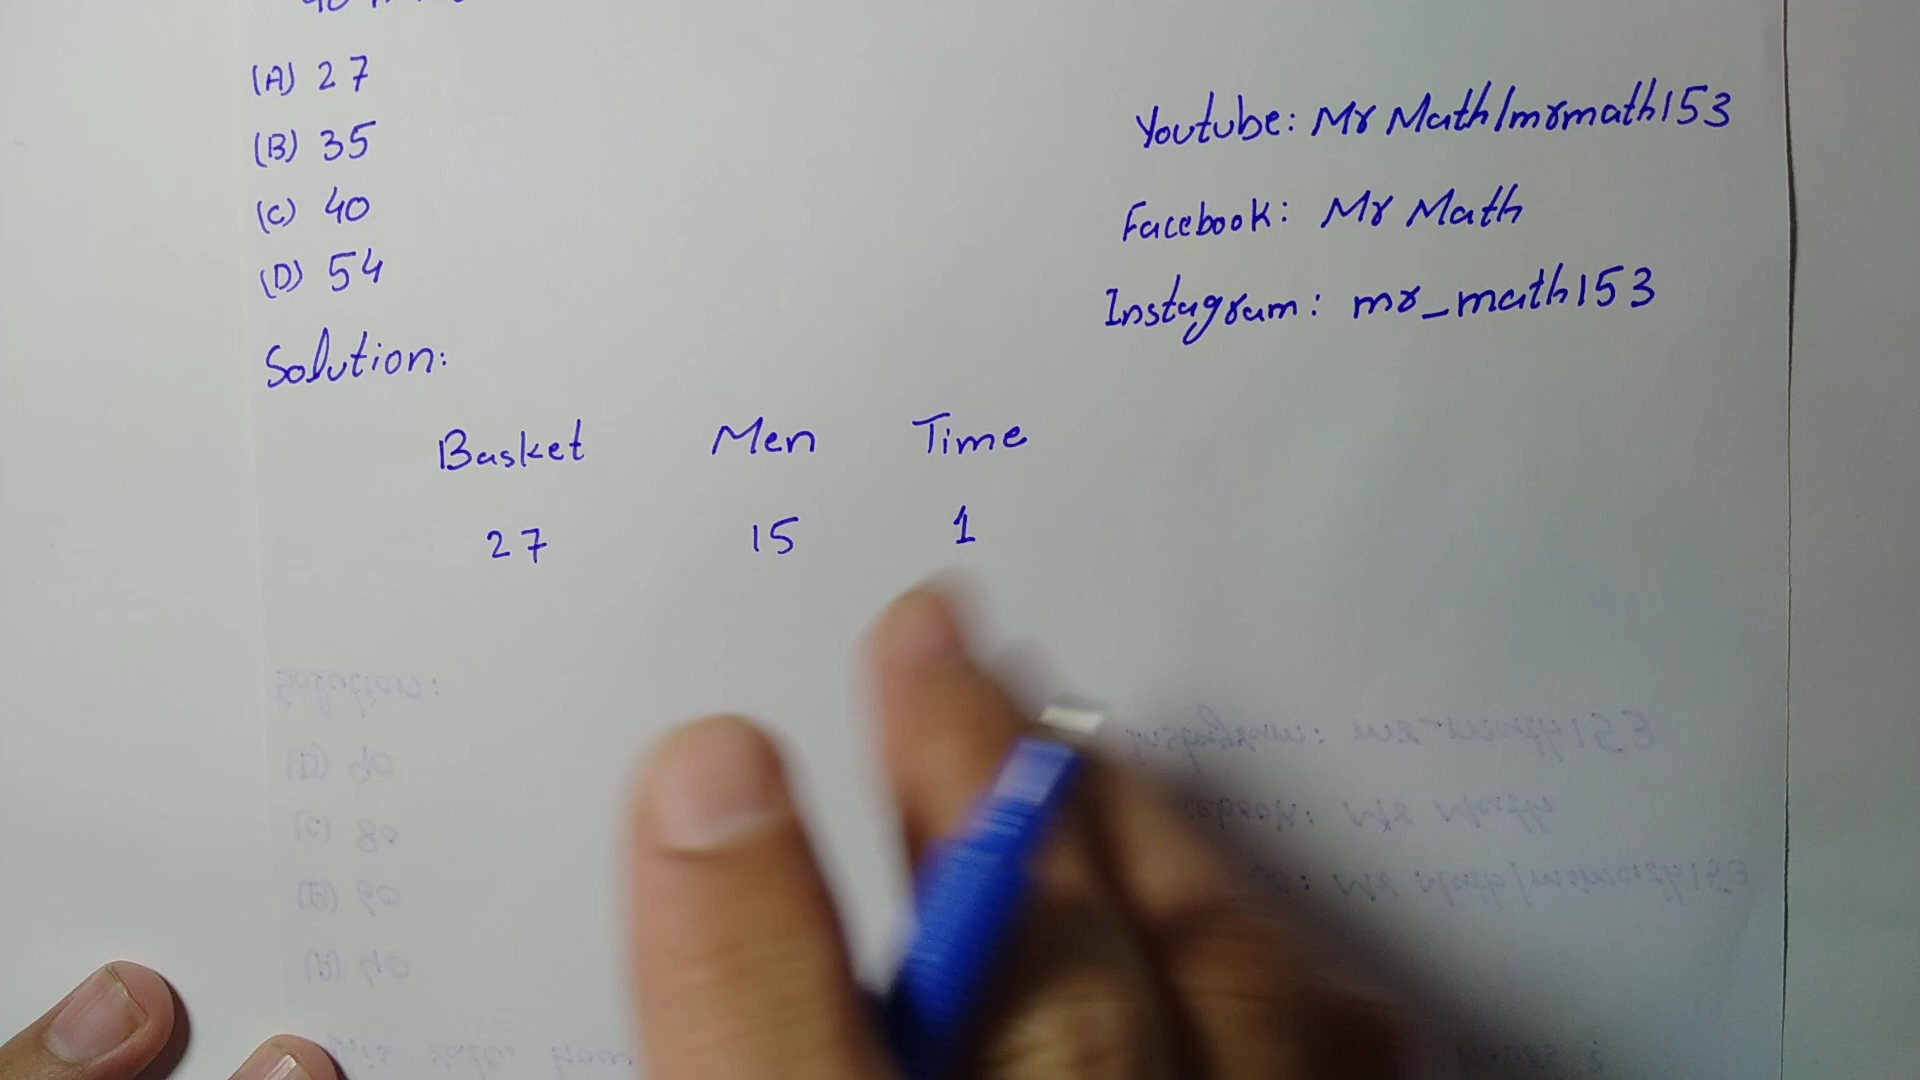 (A) 27
(B) 35
(C) 40
(D) 54
Youtube: Mr Math/mrmath153
Facebook: Mr Math
Instagram: mr_math153
Solution:
Basket Men Time
27 15 1